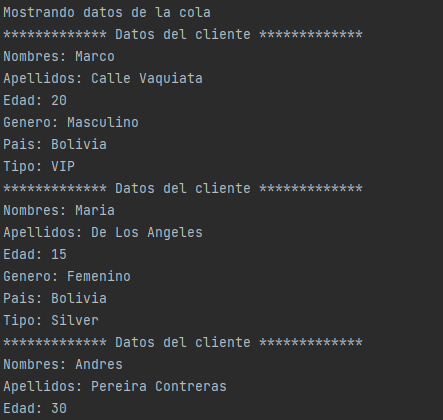 Mostrando datos de la cola
************* Datos del cliente *************
Nombres: Marco
Apellidos: Calle Vaquiata
Edad: 20
Genero: Masculino
Pais: Bolivia
Tipo: VIP
************* Datos del cliente *************
Nombres: Maria
Apellidos: De Los Angeles
Edad: 15
Genero: Femenino
Pais: Bolivia
Tipo: Silver
************* Datos del cliente *************
Nombres: Andres
Apellidos: Pereira Contreras
Edad: 30